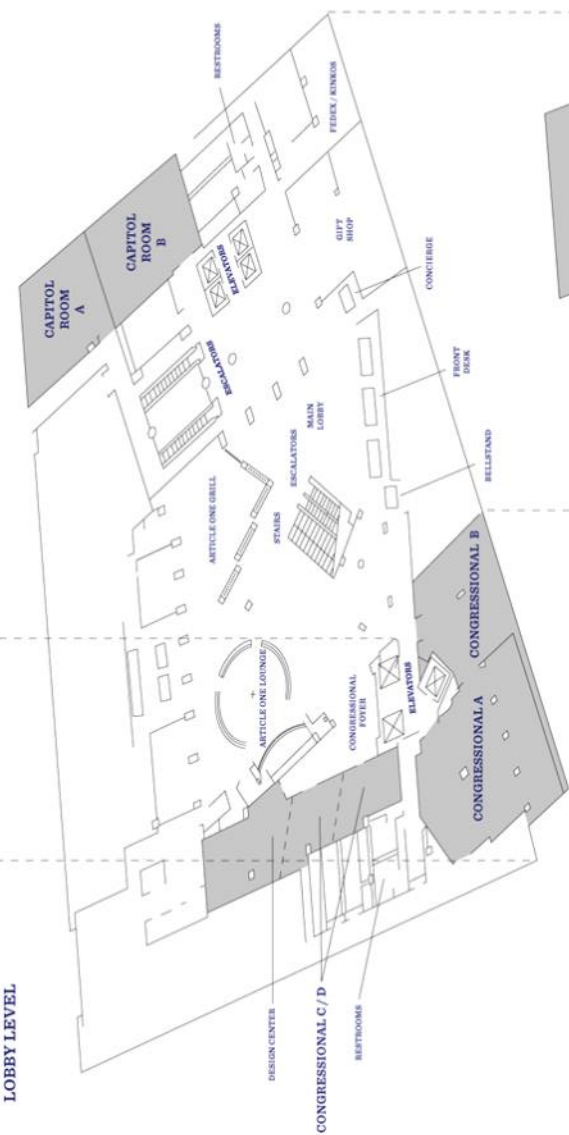 LOBBY LEVEL
DESIGN CENTER
CONGRESSIONAL C / D
RESTROOMS
ARTICLE ONE LOUNGE
CONGRESSIONAL
FOYER
ELEVATORS
CONGRESSIONAL A
CONGRESSIONAL B
ARTICLE ONE GRILL
STAIRS
ESCALATORS
MAIN
LOBBY
BELLSTAND
FRONT
DESK
CONCIERGE
GIFT
SHOP
FEDEX / KINKOS
RESTROOMS
ELEVATORS
ESCALATORS
CAPITOL
ROOM
A
CAPITOL
ROOM
B